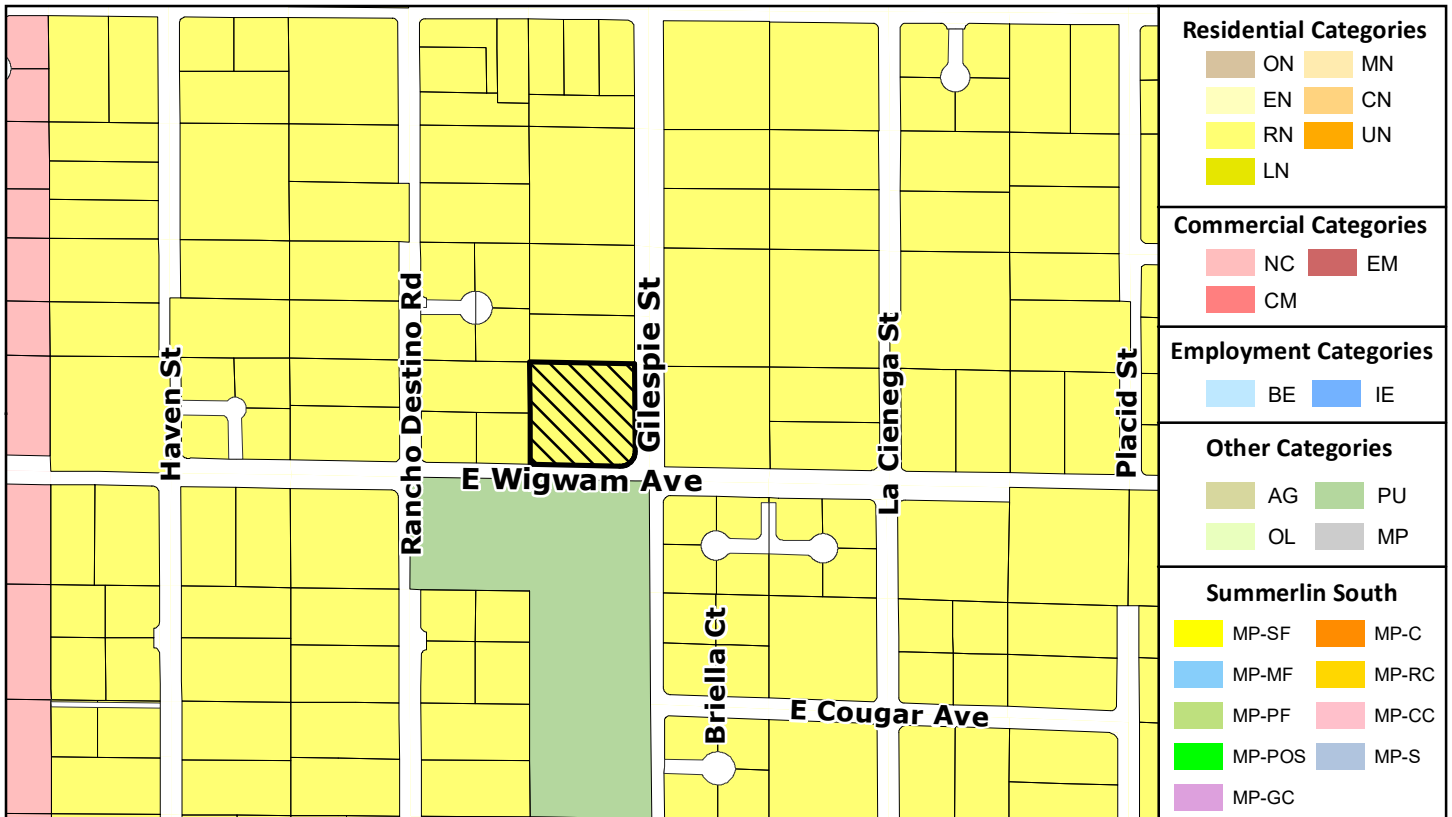 Haven St
Rancho Destino Rd
Gilespie St
E Wigwam Ave
La Cienega St
Placid St
Briella Ct
E Cougar Ave
Residential Categories
ON MN
EN CN
RN UN
LN
Commercial Categories
NC EM
CM
Employment Categories
BE IE
Other Categories
AG PU
OL MP
Summerlin South
MP-SF MP-C
MP-MF MP-RC
MP-PF MP-CC
MP-POS MP-S
MP-GC